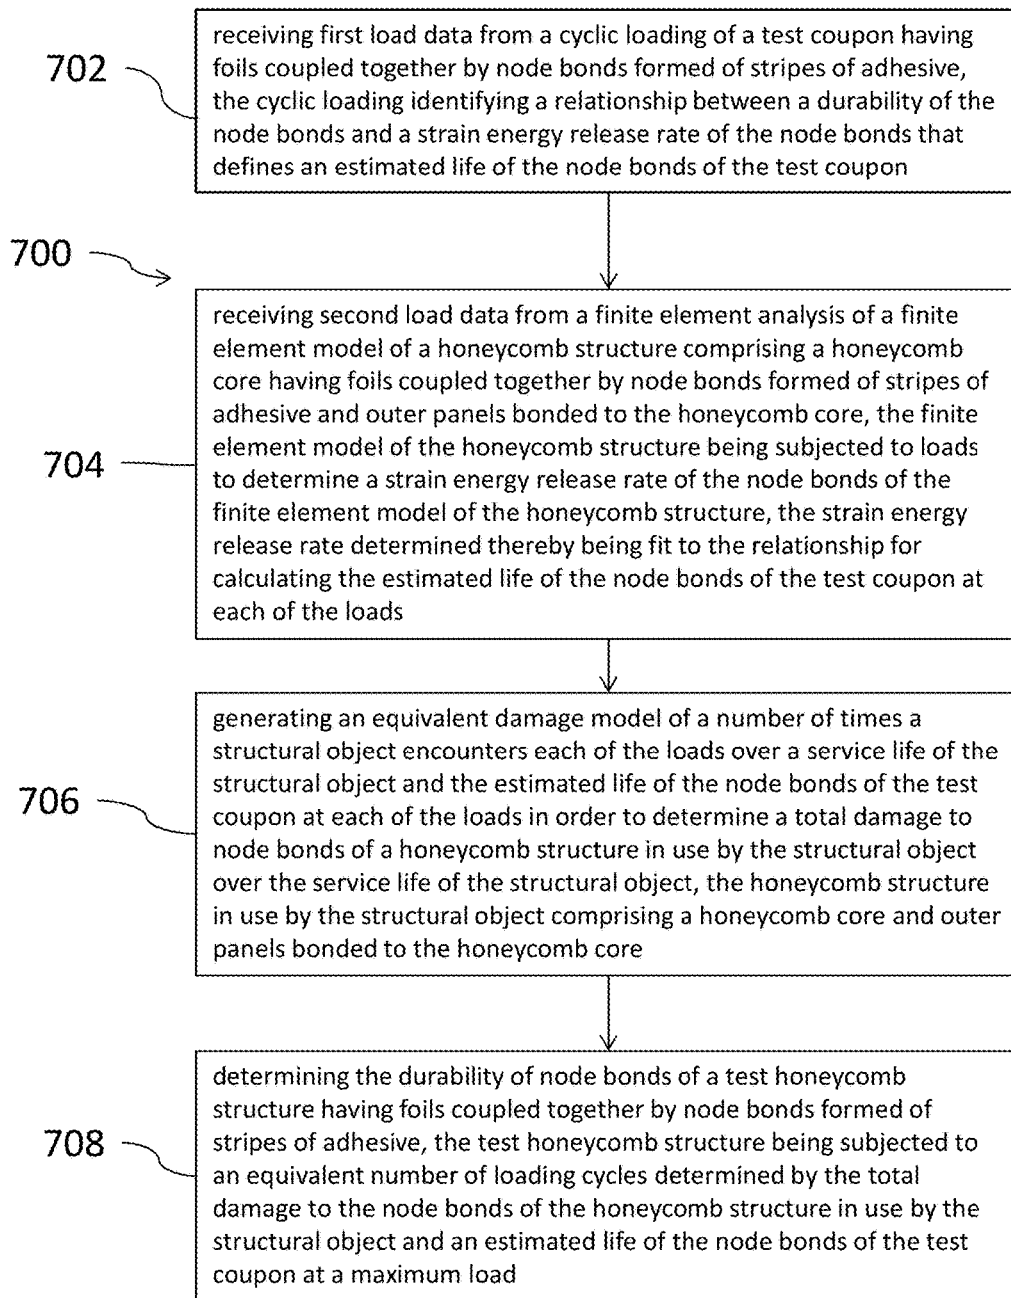 702
receiving first load data from a cyclic loading of a test coupon having
foils coupled together by node bonds formed of stripes of adhesive,
the cyclic loading identifying a relationship between a durability of the
node bonds and a strain energy release rate of the node bonds that
defines an estimated life of the node bonds of the test coupon
700
704
receiving second load data from a finite element analysis of a finite
element model of a honeycomb structure comprising a honeycomb
core having foils coupled together by node bonds formed of stripes of
adhesive and outer panels bonded to the honeycomb core, the finite
element model of the honeycomb structure being subjected to loads
to determine a strain energy release rate of the node bonds of the
finite element model of the honeycomb structure, the strain energy
release rate determined thereby being fit to the relationship for
calculating the estimated life of the node bonds of the test coupon at
each of the loads
706
generating an equivalent damage model of a number of times a
structural object encounters each of the loads over a service life of the
structural object and the estimated life of the node bonds of the test
coupon at each of the loads in order to determine a total damage to
node bonds of a honeycomb structure in use by the structural object
over the service life of the structural object, the honeycomb structure
in use by the structural object comprising a honeycomb core and outer
panels bonded to the honeycomb core
708
determining the durability of node bonds of a test honeycomb
structure having foils coupled together by node bonds formed of
stripes of adhesive, the test honeycomb structure being subjected to
an equivalent number of loading cycles determined by the total
damage to the node bonds of the honeycomb structure in use by the
structural object and an estimated life of the node bonds of the test
coupon at a maximum load